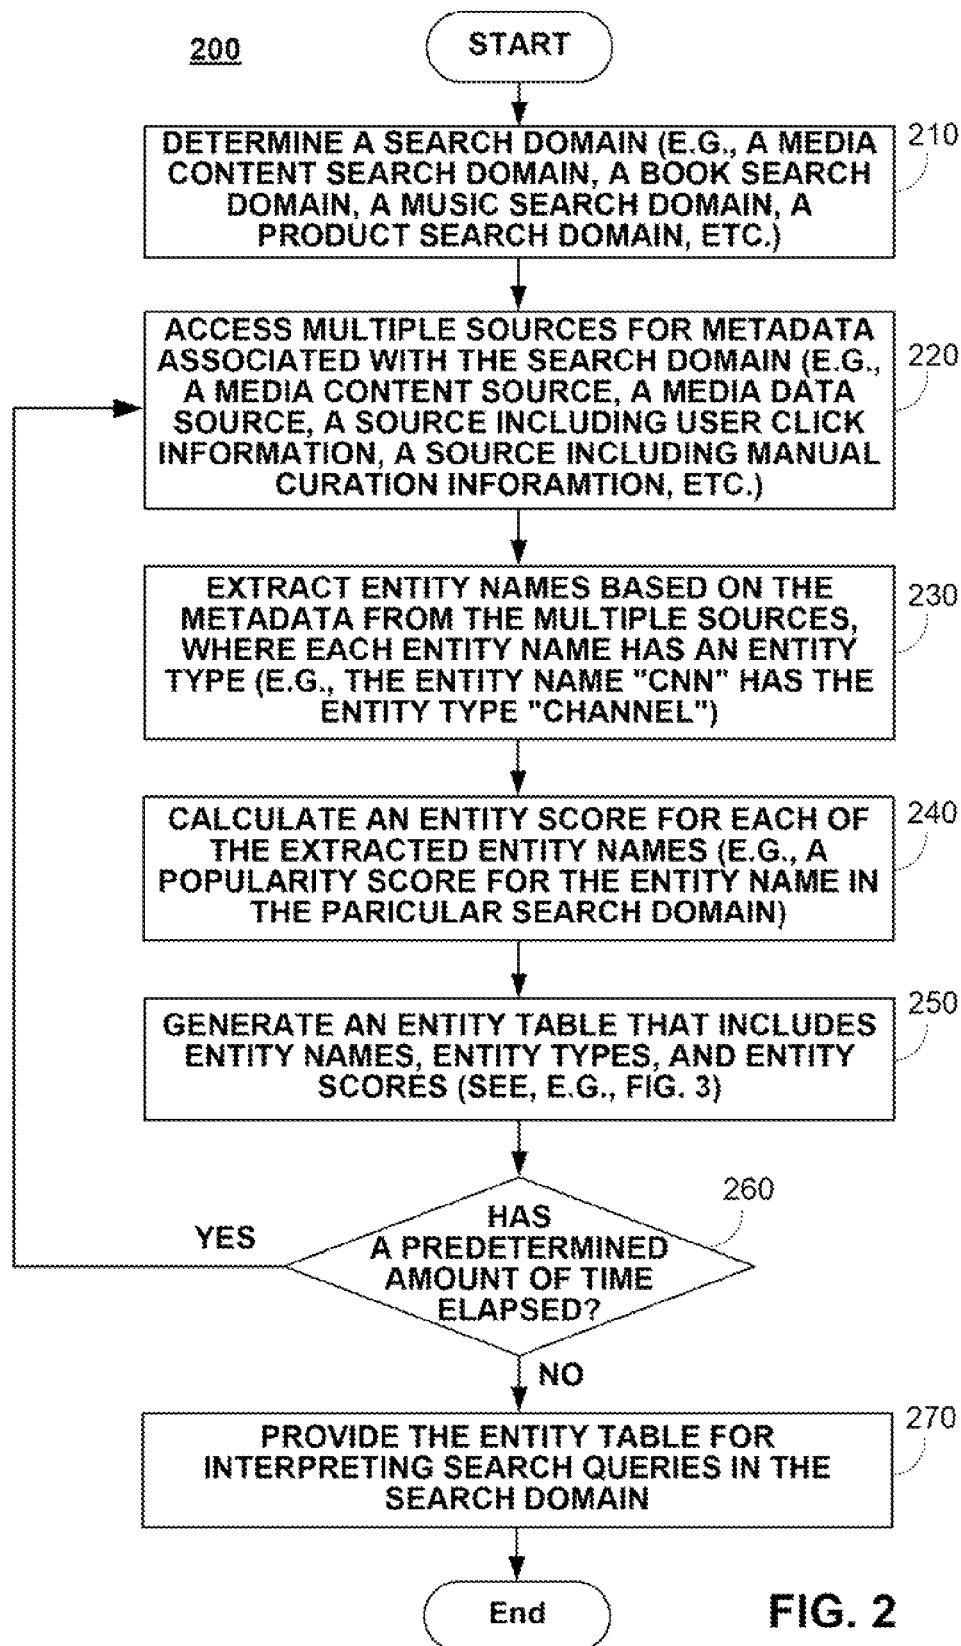 200
START
210
DETERMINE A SEARCH DOMAIN (E.G., A MEDIA
CONTENT SEARCH DOMAIN, A BOOK SEARCH
DOMAIN, A MUSIC SEARCH DOMAIN, A
PRODUCT SEARCH DOMAIN, ETC.)
220
ACCESS MULTIPLE SOURCES FOR METADATA
ASSOCIATED WITH THE SEARCH DOMAIN (E.G.,
A MEDIA CONTENT SOURCE, A MEDIA DATA
SOURCE, A SOURCE INCLUDING USER CLICK
INFORMATION, A SOURCE INCLUDING MANUAL
CURATION INFORAMTION, ETC.)
230
EXTRACT ENTITY NAMES BASED ON THE
METADATA FROM THE MULTIPLE SOURCES,
WHERE EACH ENTITY NAME HAS AN ENTITY
TYPE (E.G., THE ENTITY NAME "CNN" HAS THE
ENTITY TYPE "CHANNEL")
240
CALCULATE AN ENTITY SCORE FOR EACH OF
THE EXTRACTED ENTITY NAMES (E.G., A
POPULARITY SCORE FOR THE ENTITY NAME IN
THE PARICULAR SEARCH DOMAIN)
250
GENERATE AN ENTITY TABLE THAT INCLUDES
ENTITY NAMES, ENTITY TYPES, AND ENTITY
SCORES (SEE, E.G., FIG. 3)
260
HAS
A PREDETERMINED
AMOUNT OF TIME
ELAPSED?
YES
NO
270
PROVIDE THE ENTITY TABLE FOR
INTERPRETING SEARCH QUERIES IN THE
SEARCH DOMAIN
End
FIG. 2